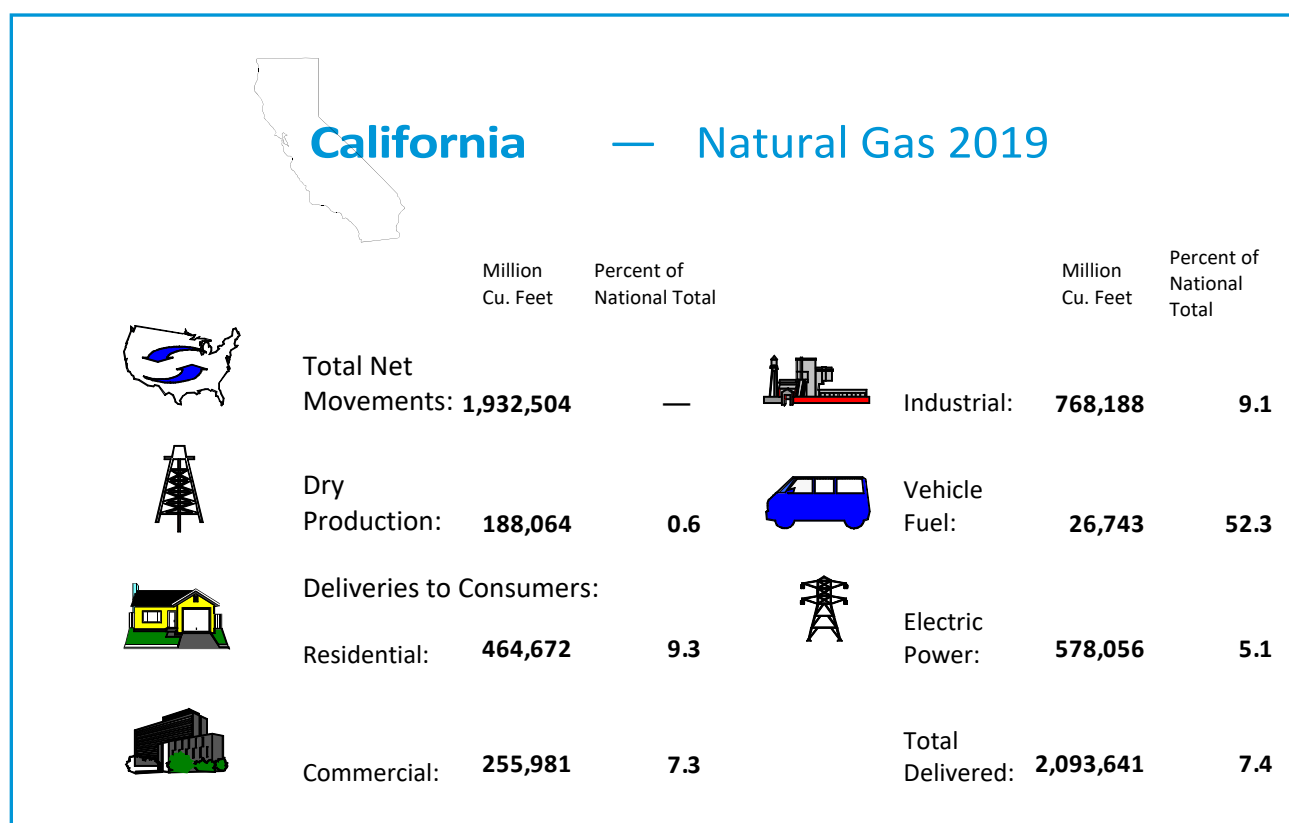 California — Natural Gas 2019
Million
Cu. Feet
Percent of
National Total
Million
Cu. Feet
Percent of
National
Total
Total Net
Movements: 1,932,504 —
Industrial: 768,188 9.1
Dry
Production: 188,064 0.6
Vehicle
Fuel: 26,743 52.3
Deliveries to Consumers:
Residential: 464,672 9.3
Electric
Power: 578,056 5.1
Commercial: 255,981 7.3
Total
Delivered: 2,093,641 7.4